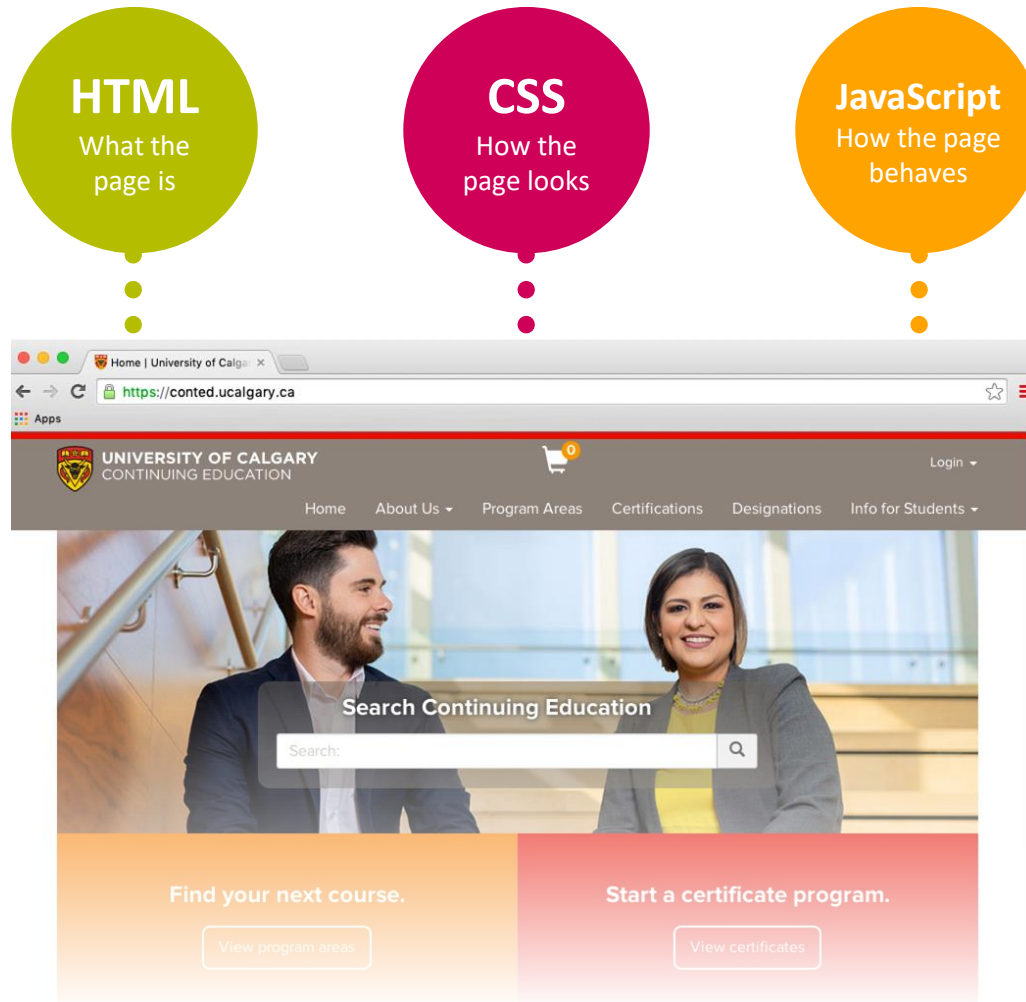 HTML
What the
page is
CSS
How the
page looks
JavaScript
How the page
behaves
Home | University of Calga
https://conted.ucalgary.ca
Apps
UNIVERSITY OF CALGARY
CONTINUING EDUCATION
0
Login
Home About Us Program Areas Certifications Designations Info for Students
Search Continuing Education
Search:
Find your next course.
View program areas
Start a certificate program.
View certificates